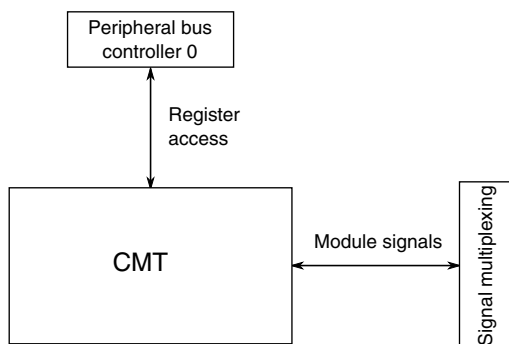 Peripheral bus
controller 0
Register
access
CMT
Module signals
Signal multiplexing